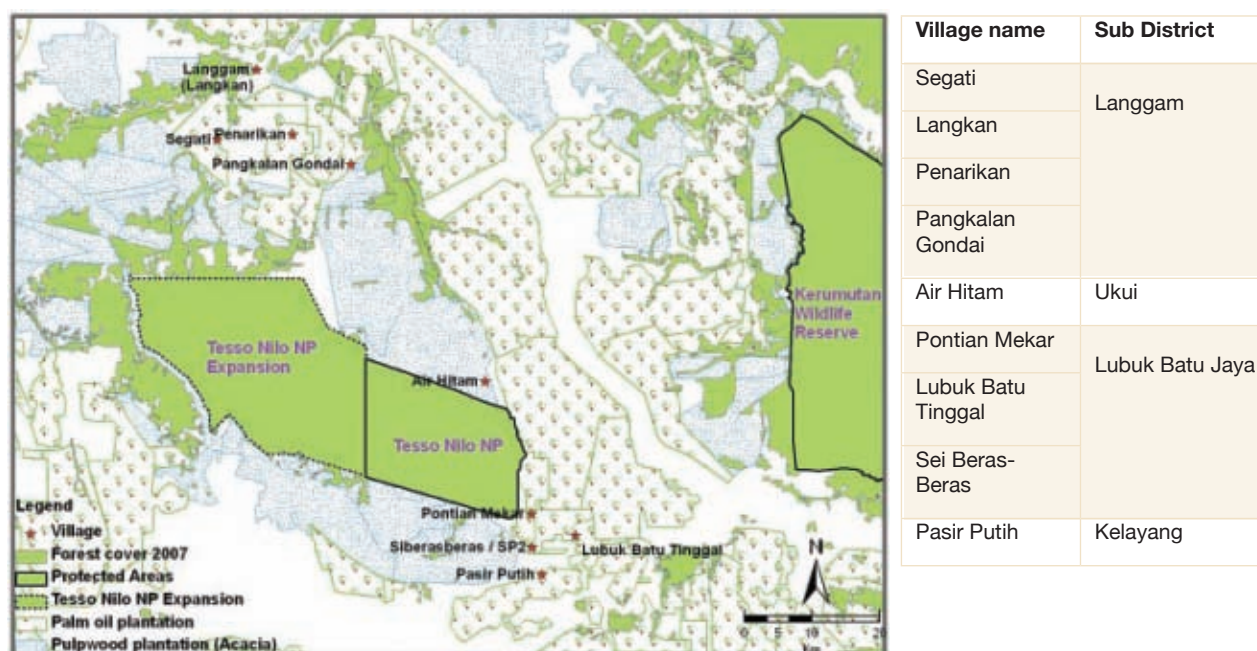 Langgam
(Langkan)
Segati
Penarikan
Pangkalan Gondai
Kerumutan
Wildlife
Reserve
Tesso Nilo NP
Expansion
Air Hitam
Tesso Nilo NP
Pontian Mekar
Siberasberas / SP2
Lubuk Batu Tinggal
Pasir Putih
Legend
Village
Forest cover 2007
Protected Areas
Tesso Nilo NP Expansion
Palm oil plantation
Pulpwood plantation (Acacia)
N
0 5 10 20
Km
Village name Sub District
Segati
Langgam
Langkan
Penarikan
Pangkalan
Gondai
Air Hitam Ukui
Pontian Mekar
Lubuk Batu Jaya
Lubuk Batu
Tinggal
Sei Beras-
Beras
Pasir Putih Kelayang